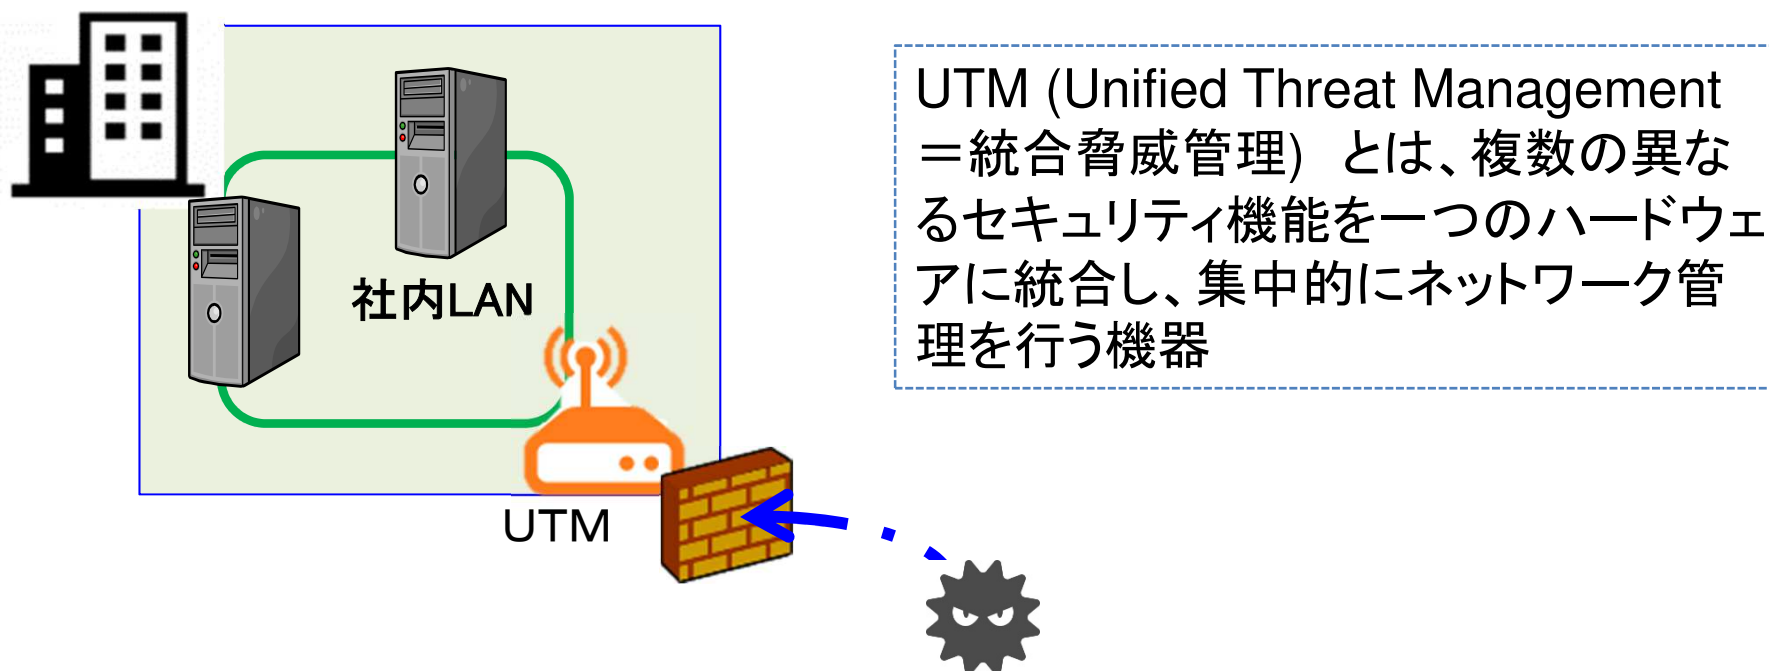 社内LAN
UTM
UTM (Unified Threat Management
＝統合脅威管理)　とは、複数の異な
るセキュリティ機能を一つのハードウェ
アに統合し、集中的にネットワーク管
理を行う機器